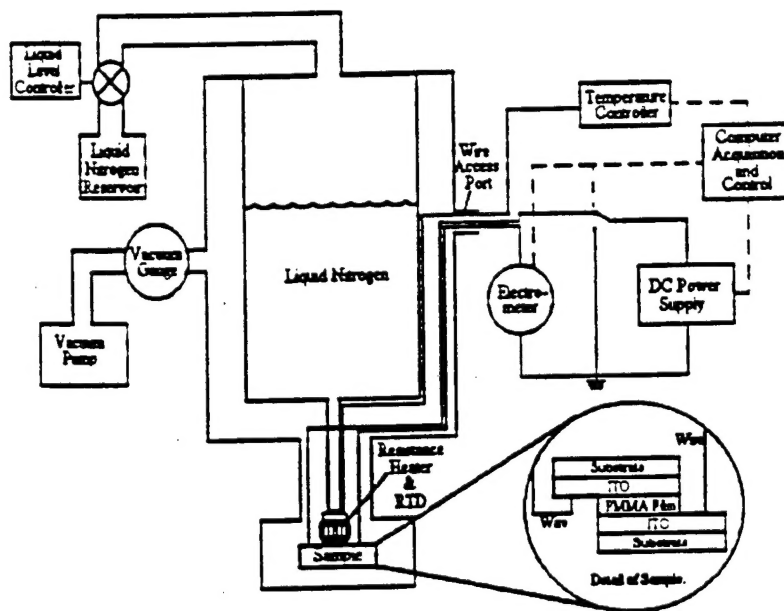 Liquid
Level
Controller
Liquid
Nitrogen
Reservoir
Vacuum
Gauge
Vacuum
Pump
Liquid Nitrogen
Wire
Access
Port
Temperature
Controller
Computer
Acquisition
and
Control
Electro-
meter
DC Power
Supply
Resistance
Heater
&
RTD
Sample
Wire
Substrate
ITO
PMMA Film
Wire
ITO
Substrate
Detail of Sample.